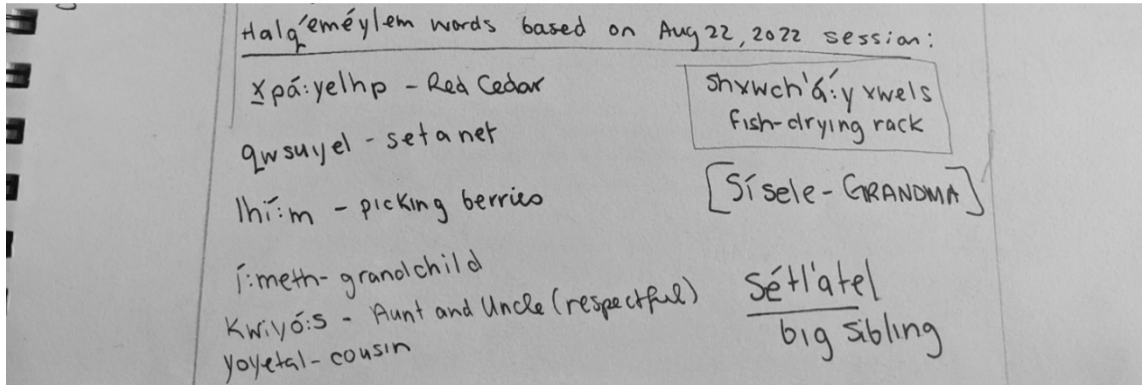 Halq'eméylem words based on Aug 22, 2022 session:
x̱pá:yelhp - Red Cedar
qwsuyel - set a net
lhí:m - picking berries
í:meth - grandchild
Kwiyó:s - Aunt and Uncle (respectful)
yoyetal - cousin
shxwch'á:y xwels
fish-drying rack
[Sísele - GRANDMA]
Sétl'atel
big sibling